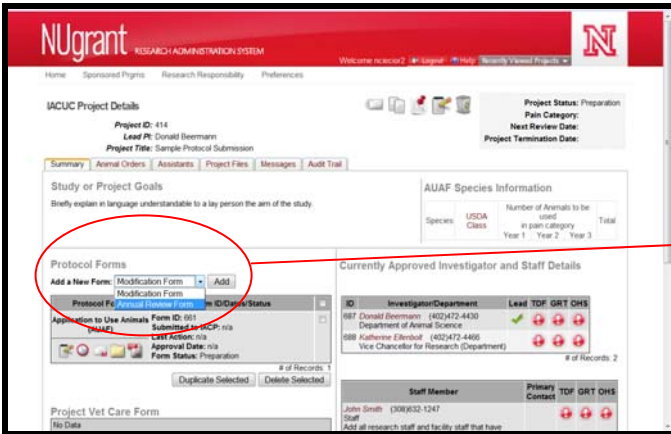 NUgrant RESEARCH ADMINISTRATION SYSTEM
N
Welcome nciecior2 Logout Help Recently Viewed Projects
Home Sponsored Prgms Research Responsibility Preferences
IACUC Project Details
Project ID: 414
Lead PI: Donald Beermann
Project Title: Sample Protocol Submission
Project Status: Preparation
Pain Category:
Next Review Date:
Project Termination Date:
Summary Animal Orders Assistants Project Files Messages Audit Trail
Study or Project Goals
Briefly explain in language understandable to a lay person the aim of the study.
AUAF Species Information
Species USDA Class Number of Animals to be used in pain category Total
Year 1 Year 2 Year 3
Protocol Forms
Add a New Form: Modification Form Add
Modification Form
Annual Review Form
Protocol Fo m ID/Dates/Status
Application to Use Animals (AUAF)
Form ID: 661
Submitted to IACP: n/a
Last Action: n/a
Approval Date: n/a
Form Status: Preparation
# of Records: 1
Duplicate Selected Delete Selected
Project Vet Care Form
No Data
Currently Approved Investigator and Staff Details
ID Investigator/Department Lead TDF GRT OHS
687 Donald Beermann (402)472-4430
Department of Animal Science
688 Katherine Ellenbolt (402)472-4466
Vice Chancellor for Research (Department)
# of Records: 2
Staff Member Primary Contact TDF GRT OHS
John Smith (308)632-1247
Staff
Add all research staff and facility staff that have